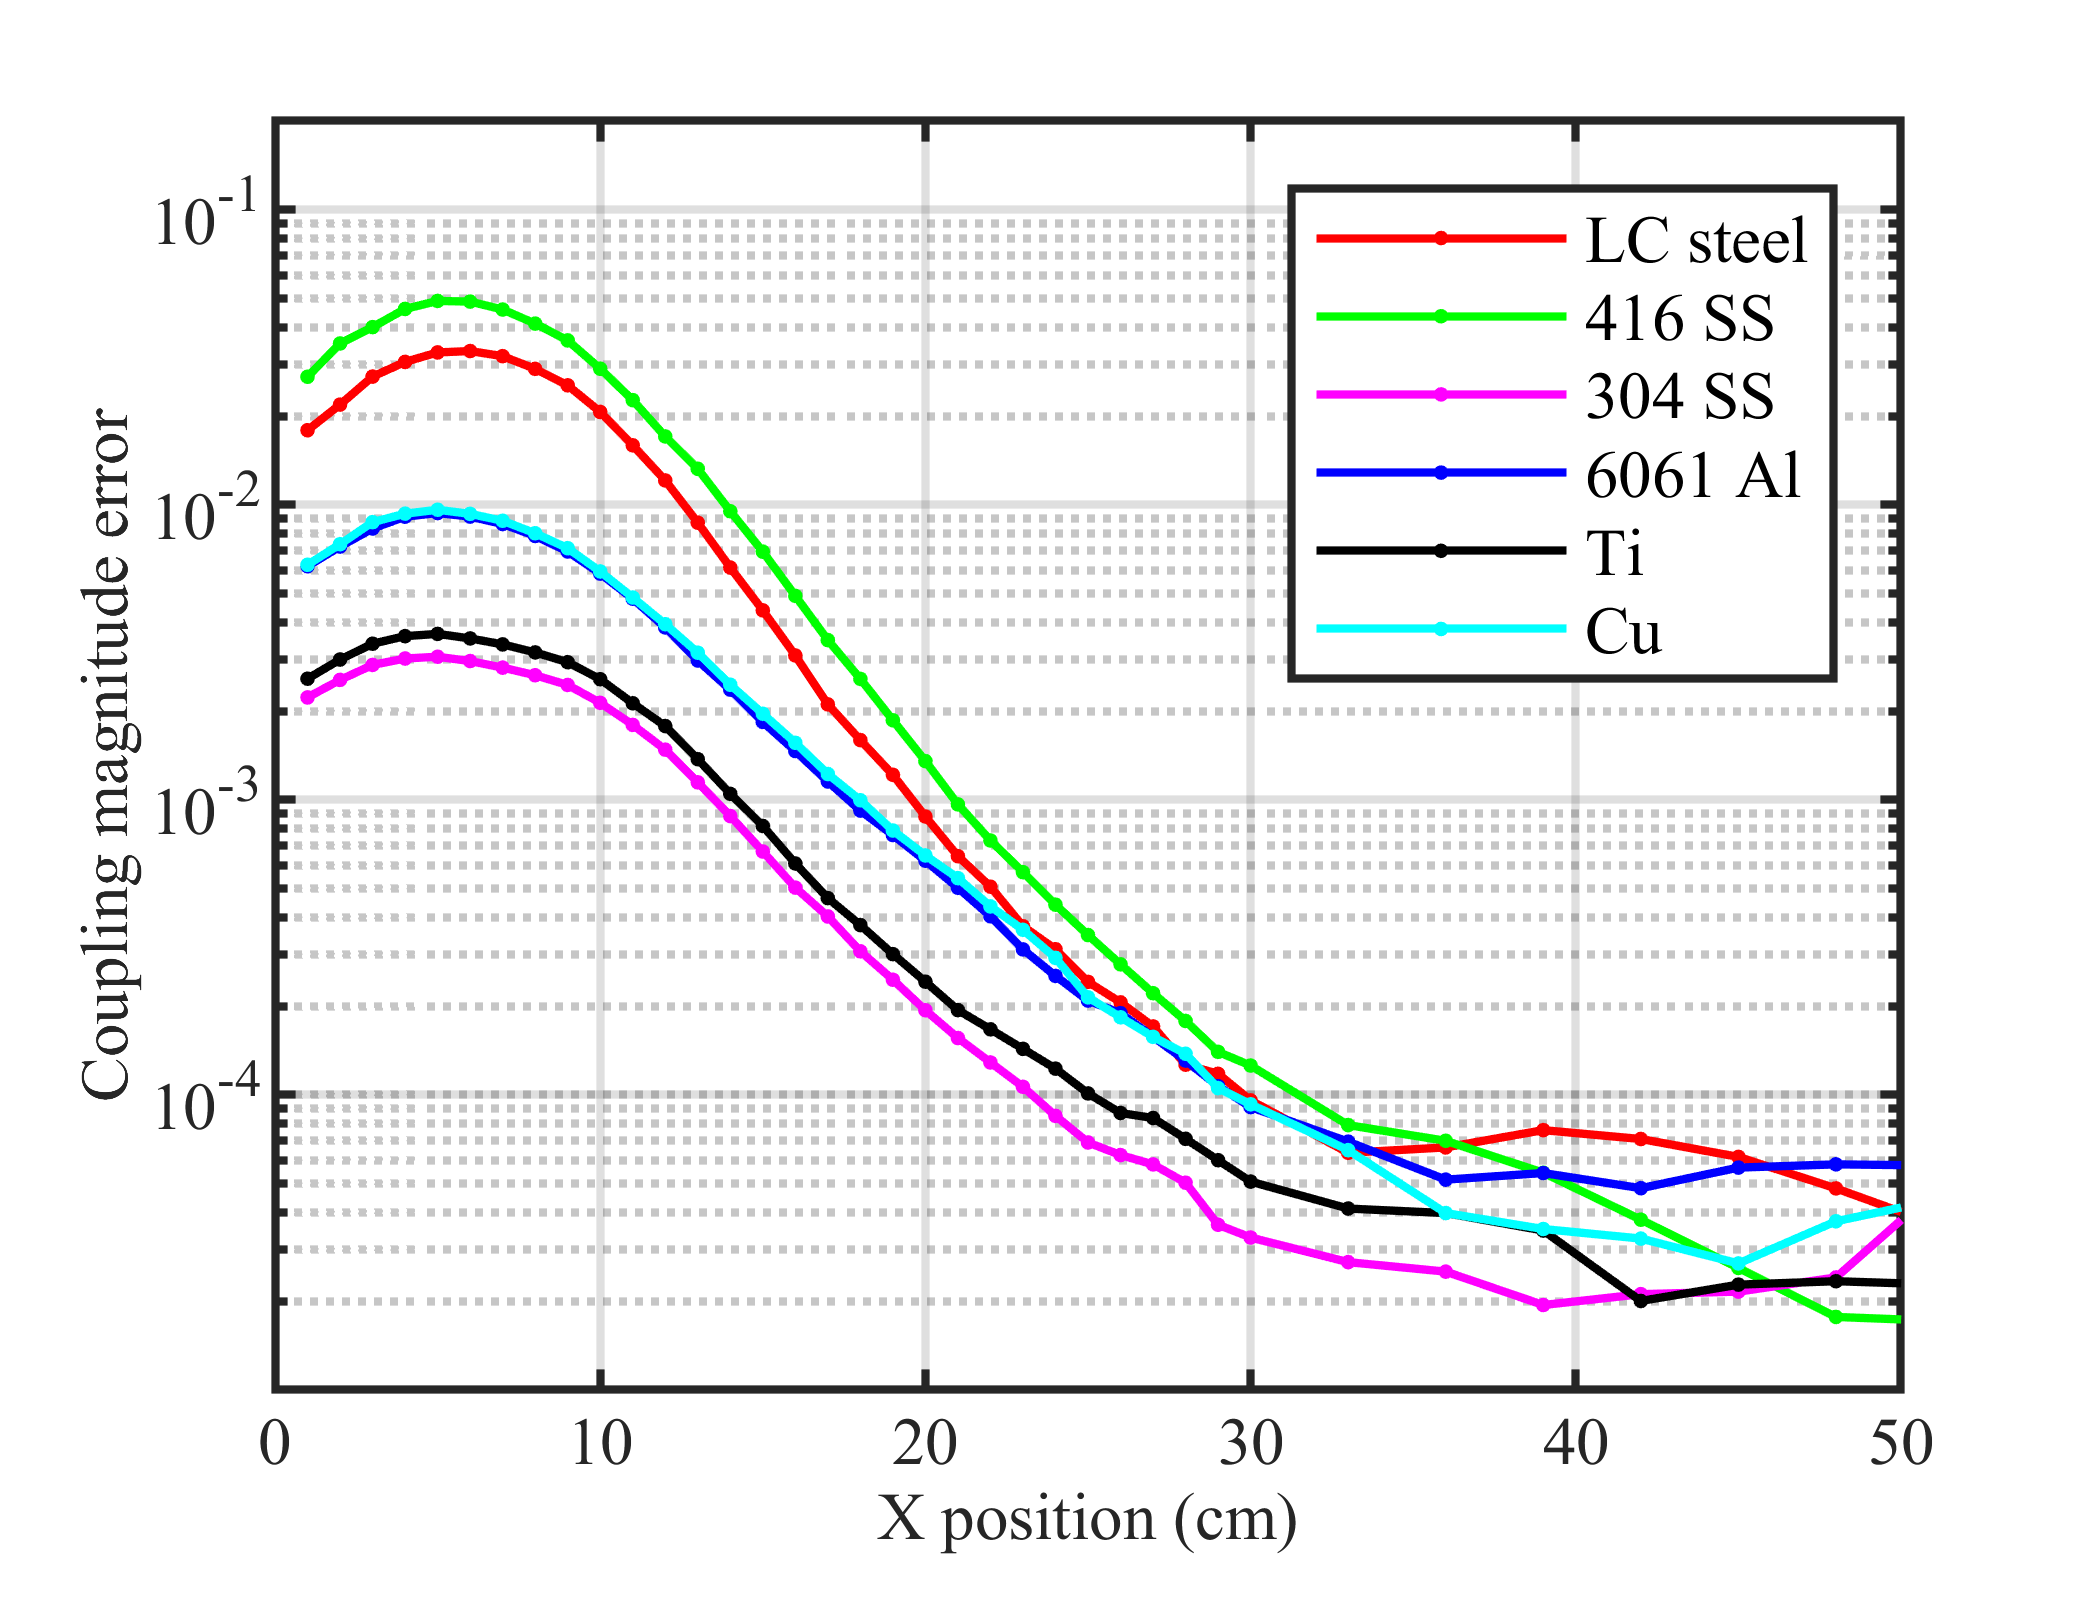 10^-1
10^-2
10^-3
10^-4
Coupling magnitude error
LC steel
416 SS
304 SS
6061 Al
Ti
Cu
0 10 20 30 40 50
X position (cm)